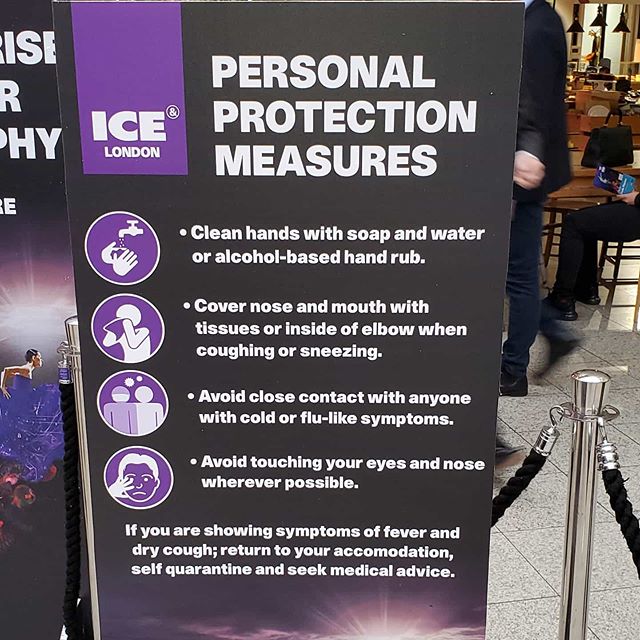 RISE
R
PHY
RE
ICE &
LONDON
PERSONAL
PROTECTION
MEASURES
• Clean hands with soap and water
or alcohol-based hand rub.
• Cover nose and mouth with
tissues or inside of elbow when
coughing or sneezing.
• Avoid close contact with anyone
with cold or flu-like symptoms.
• Avoid touching your eyes and nose
wherever possible.
If you are showing symptoms of fever and
dry cough; return to your accomodation,
self quarantine and seek medical advice.